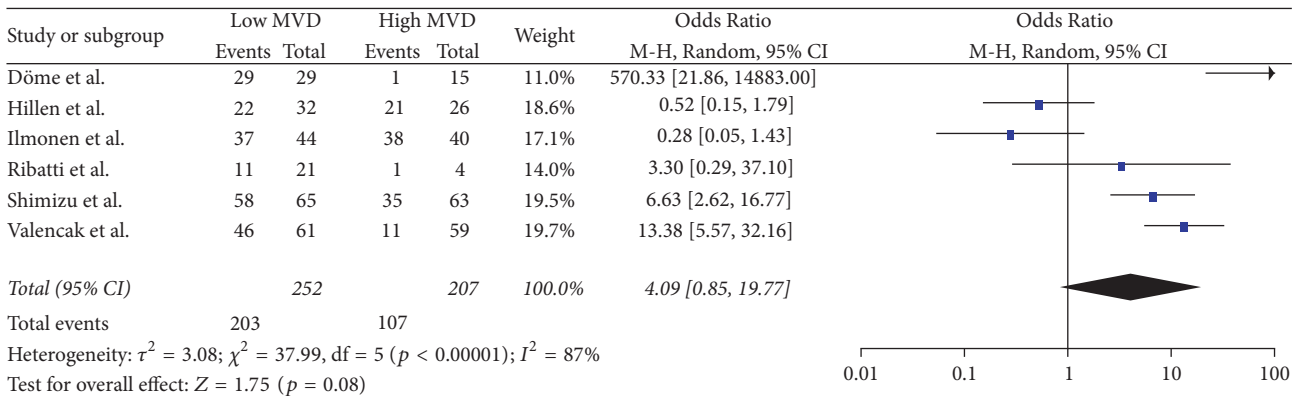 Study or subgroup Low MVD High MVD Weight Odds Ratio Odds Ratio
Events Total Events Total M-H, Random, 95% CI M-H, Random, 95% CI
Döme et al. 29 29 1 15 11.0% 570.33 [21.86, 14883.00]
Hillen et al. 22 32 21 26 18.6% 0.52 [0.15, 1.79]
Ilmonen et al. 37 44 38 40 17.1% 0.28 [0.05, 1.43]
Ribatti et al. 11 21 1 4 14.0% 3.30 [0.29, 37.10]
Shimizu et al. 58 65 35 63 19.5% 6.63 [2.62, 16.77]
Valencak et al. 46 61 11 59 19.7% 13.38 [5.57, 32.16]
Total (95% CI) 252 207 100.0% 4.09 [0.85, 19.77]
Total events 203 107
Heterogeneity: τ² = 3.08; χ² = 37.99, df = 5 (p < 0.00001); I² = 87%
Test for overall effect: Z = 1.75 (p = 0.08)
0.01 0.1 1 10 100